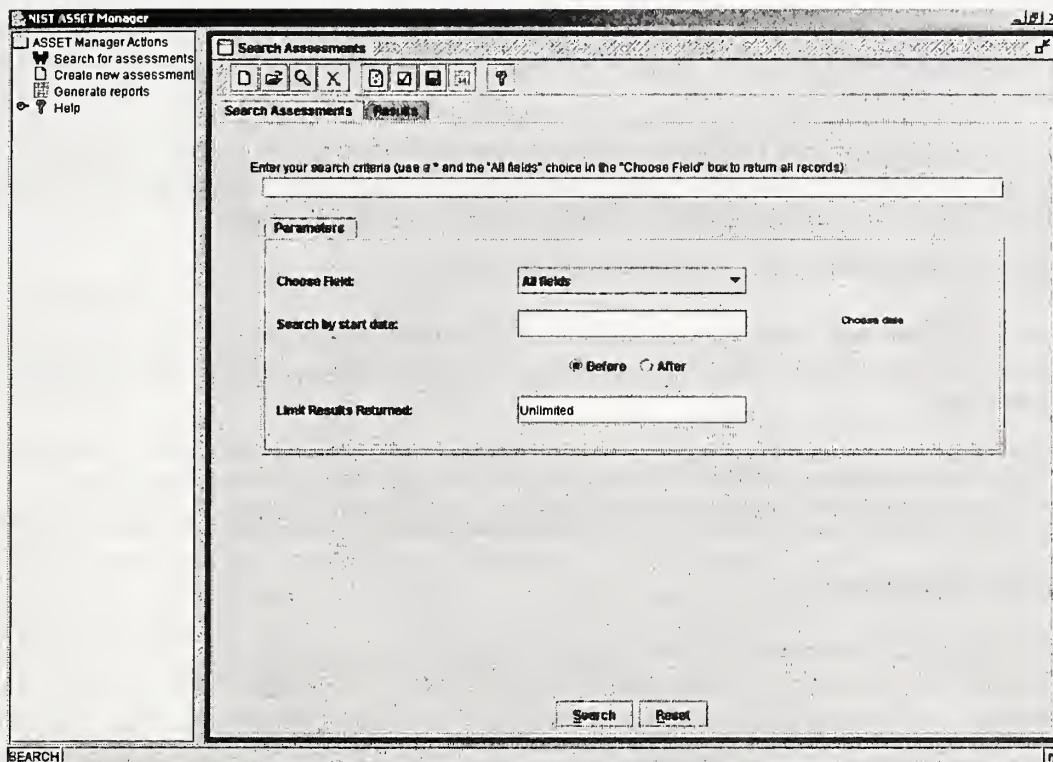 NIST ASSET Manager
ASSET Manager Actions
Search for assessments
Create new assessment
Generate reports
Help
Search Assessments
Search Assessments Results
Enter your search criteria (use a * and the "All fields" choice in the "Choose Field" box to return all records):
Parameters
Choose Field: All fields
Search by start date: Choose date
Before After
Limit Results Returned: Unlimited
Search Reset
SEARCH